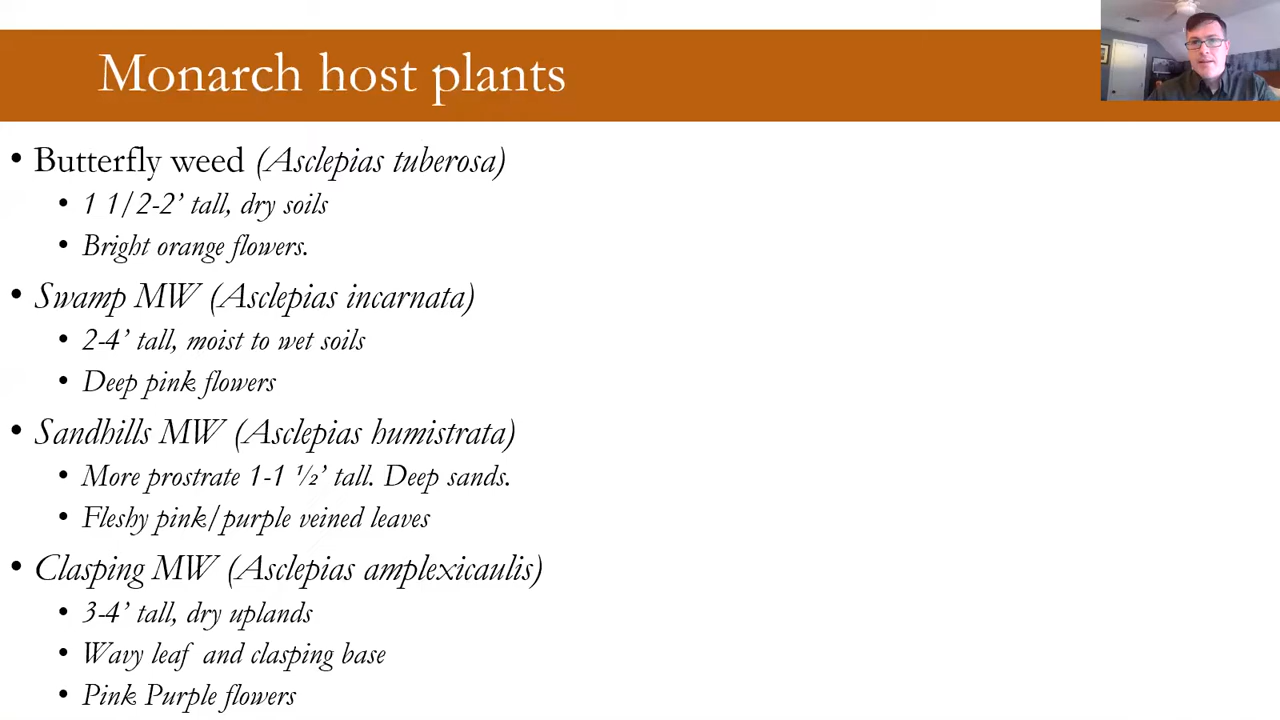 Monarch host plants
• Butterfly weed (Asclepias tuberosa)
• 1 1/2-2’ tall, dry soils
• Bright orange flowers.
• Swamp MW (Asclepias incarnata)
• 2-4’ tall, moist to wet soils
• Deep pink flowers
• Sandhills MW (Asclepias humistrata)
• More prostrate 1-1 ½’ tall. Deep sands.
• Fleshy pink/purple veined leaves
• Clasping MW (Asclepias amplexicaulis)
• 3-4’ tall, dry uplands
• Wavy leaf and clasping base
• Pink Purple flowers